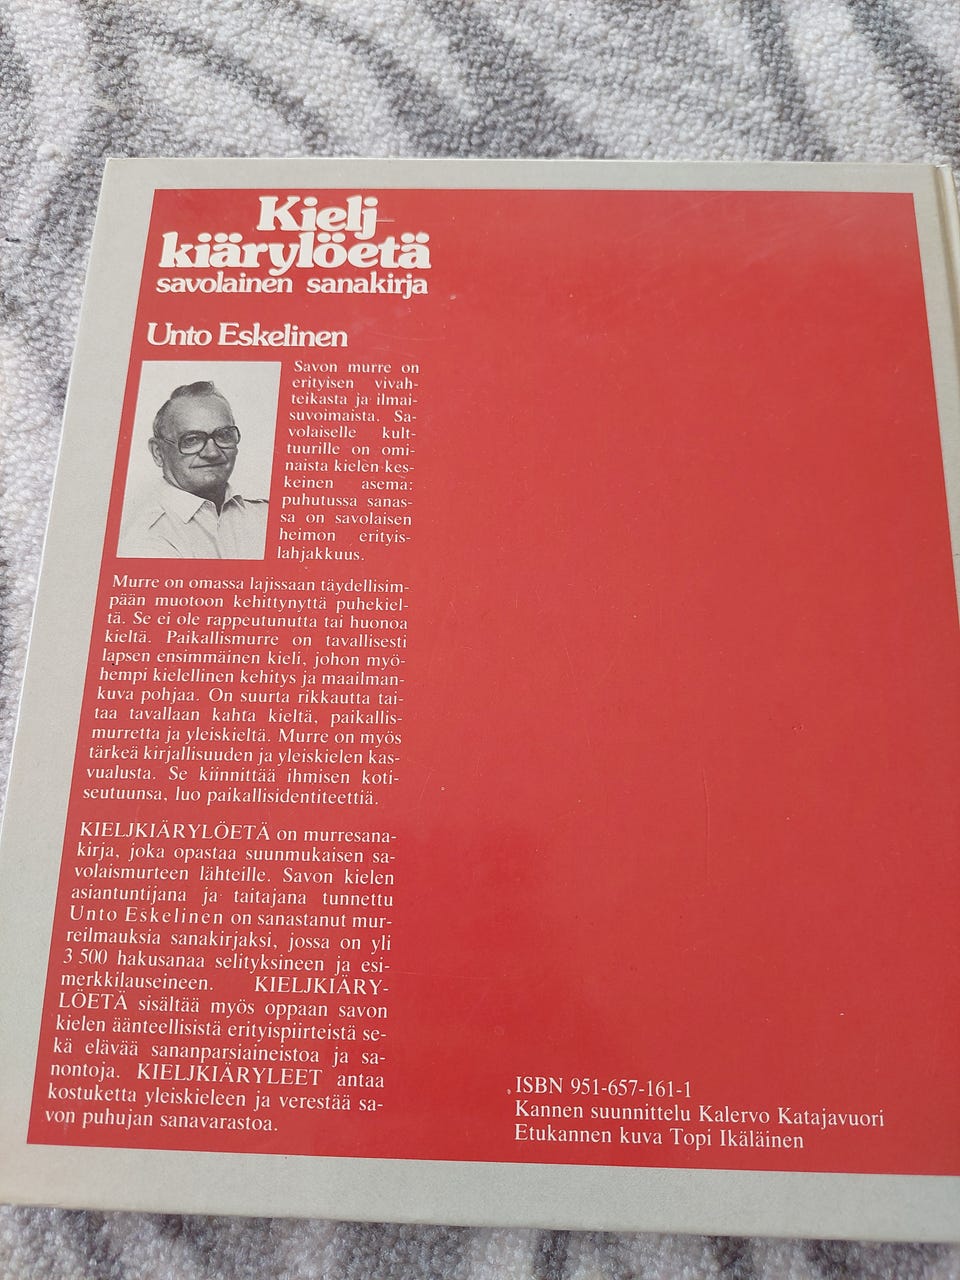 Kielj
kiärylöetä
savolainen sanakirja
Unto Eskelinen
Savon murre on
erityisen vivah-
teikasta ja ilmai-
suvoimaista. Sa-
volaiselle kult-
tuurille on omi-
naista kielen kes-
keinen asema:
puhutussa sanas-
sa on savolaisen
heimon erityis-
lahjakkuus.
Murre on omassa lajissaan täydellisim-
pään muotoon kehittynyttä puhekiel-
tä. Se ei ole rappeutunutta tai huonoa
kieltä. Paikallismurre on tavallisesti
lapsen ensimmäinen kieli, johon myö-
hempi kielellinen kehitys ja maailman-
kuva pohjaa. On suurta rikkautta tai-
taa tavallaan kahta kieltä, paikallis-
murretta ja yleiskieltä. Murre on myös
tärkeä kirjallisuuden ja yleiskielen kas-
vualusta. Se kiinnittää ihmisen koti-
seutuunsa, luo paikallisidentiteettiä.
KIELJKIÄRYLÖETÄ on murresana-
kirja, joka opastaa suunmukaisen sa-
volaismurteen lähteille. Savon kielen
asiantuntijana ja taitajana tunnettu
Unto Eskelinen on sanastanut mur-
reilmauksia sanakirjaksi, jossa on yli
3 500 hakusanaa selityksineen ja esi-
merkkilauseineen. KIELJKIÄRY-
LÖETÄ sisältää myös oppaan savon
kielen äänteellisistä erityispiirteistä se-
kä elävää sananparsiaineistoa ja sa-
nontoja. KIELJKIÄRYLEET antaa
kostuketta yleiskieleen ja verestää sa-
von puhujan sanavarastoa.
ISBN 951-657-161-1
Kannen suunnittelu Kalervo Katajavuori
Etukannen kuva Topi Ikäläinen